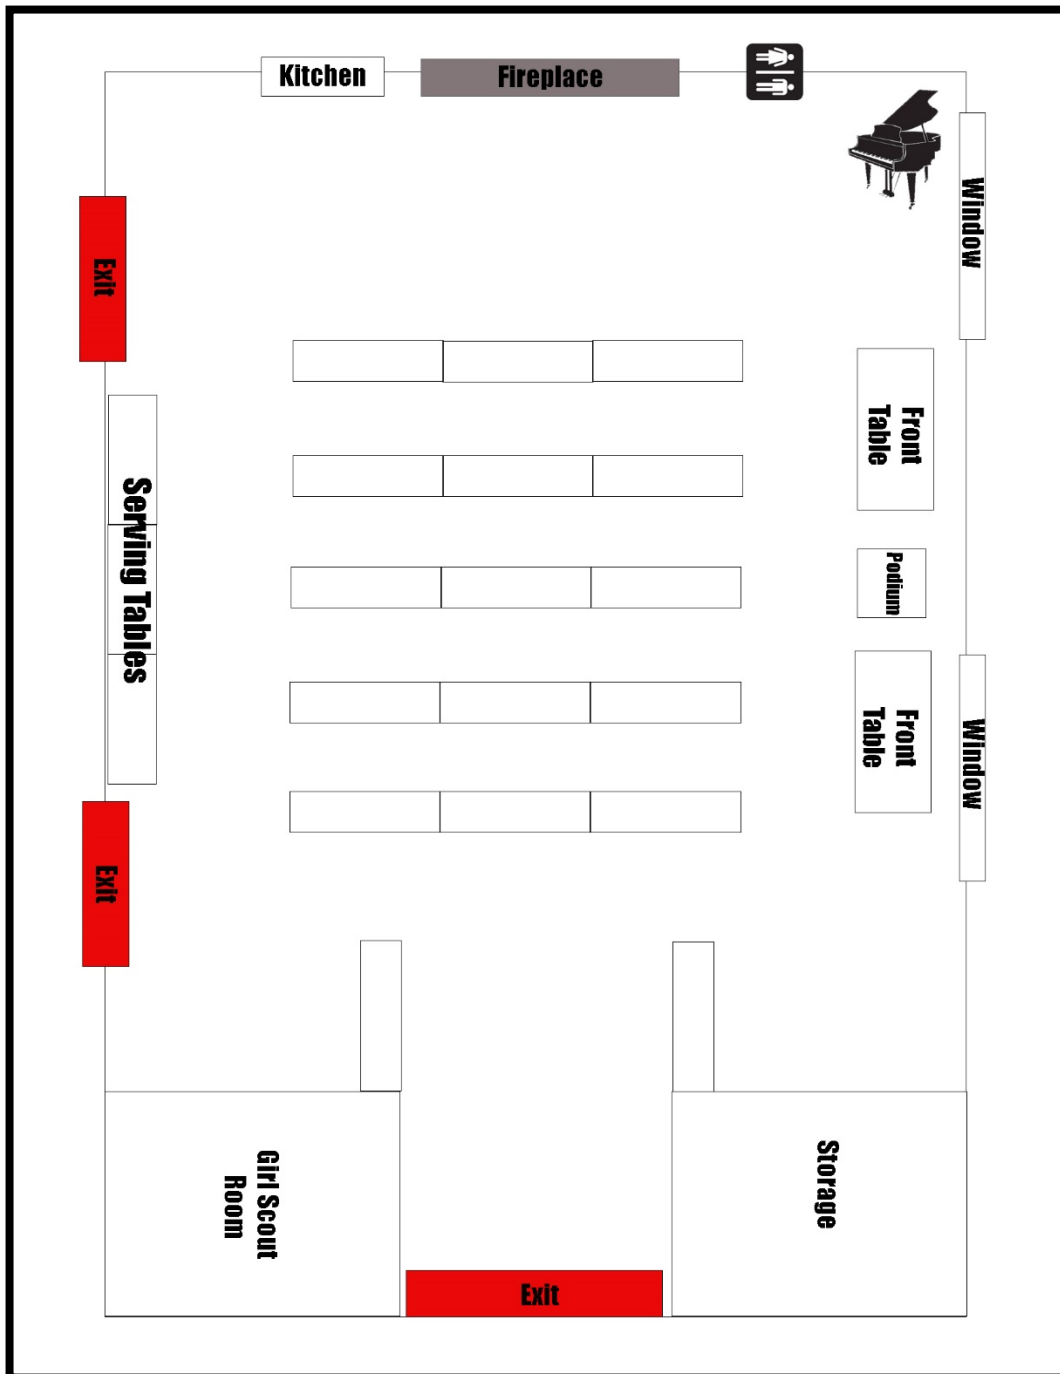 Kitchen
Fireplace
Window
Exit
Front
Table
Serving Tables
Podium
Front
Table
Window
Exit
Girl Scout
Room
Storage
Exit